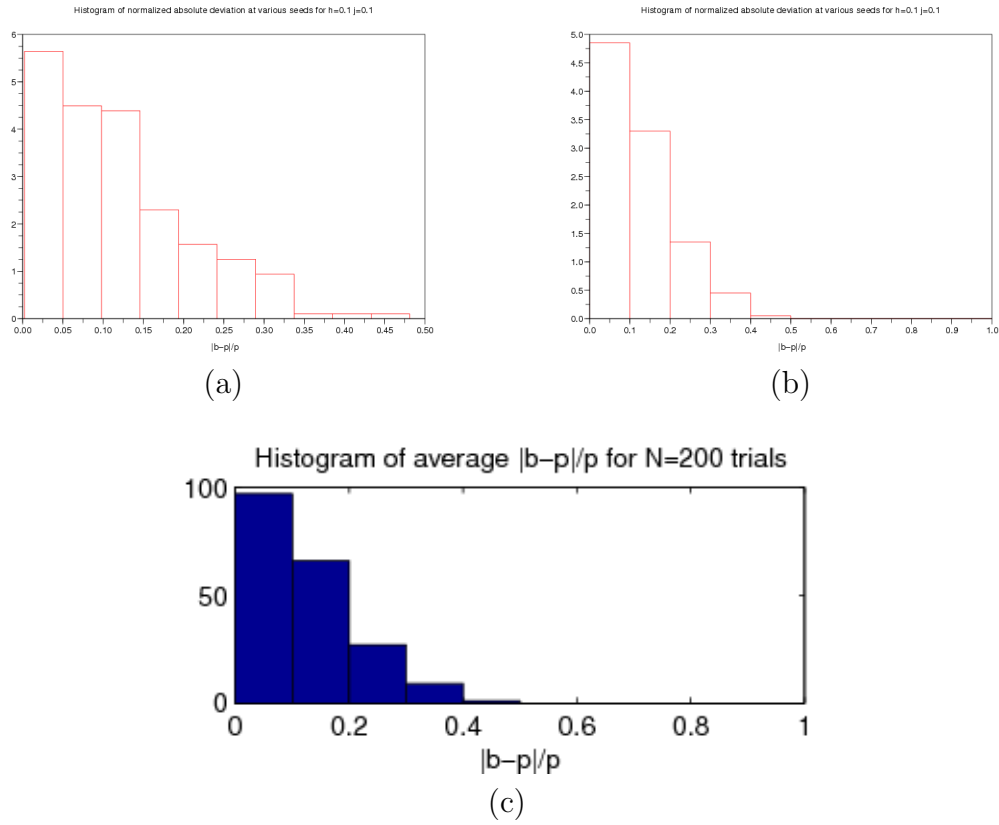 Histogram of normalized absolute deviation at various seeds for h=0.1 j=0.1
6
5
4
3
2
1
0
0.00 0.05 0.10 0.15 0.20 0.25 0.30 0.35 0.40 0.45 0.50
|b−p|/p
(a)
Histogram of normalized absolute deviation at various seeds for h=0.1 j=0.1
5.0
4.5
4.0
3.5
3.0
2.5
2.0
1.5
1.0
0.5
0.0
0.0 0.1 0.2 0.3 0.4 0.5 0.6 0.7 0.8 0.9 1.0
|b−p|/p
(b)
Histogram of average |b−p|/p for N=200 trials
100
50
0
0 0.2 0.4 0.6 0.8 1
|b−p|/p
(c)